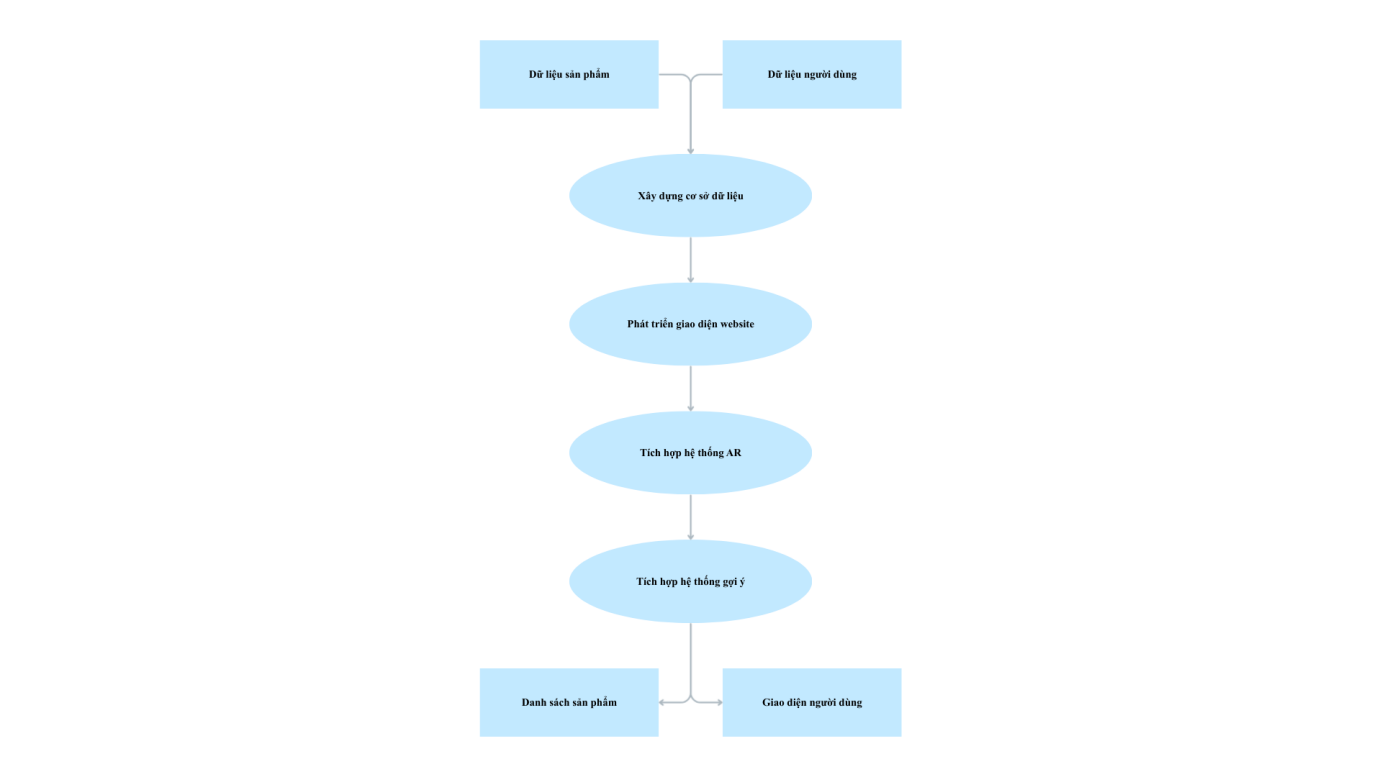 Dữ liệu sản phẩm
Dữ liệu người dùng
Xây dựng cơ sở dữ liệu
Phát triển giao diện website
Tích hợp hệ thống AR
Tích hợp hệ thống gợi ý
Danh sách sản phẩm
Giao diện người dùng